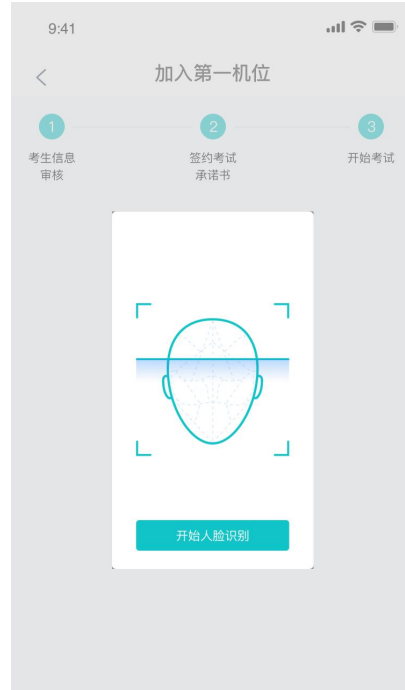 9:41
加入第一机位
1
2
3
考生信息
审核
签约考试
承诺书
开始考试
开始人脸识别